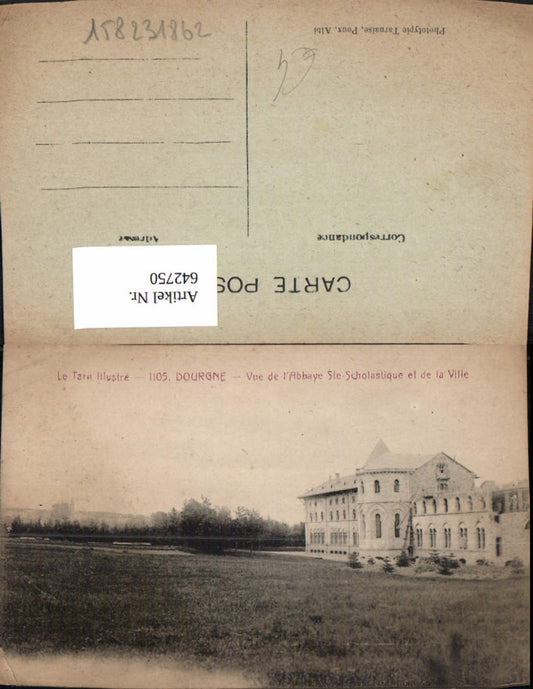 158231862
Phototypie Tarnaise, Poux, Albi
Correspondance
Adresse
CARTE POS
Artikel Nr.
642750
Le Tarn Illustré — 1105. DOURGNE — Vue de l'Abbaye Ste-Scholastique et de la Ville